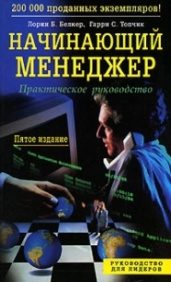 200 000 проданных экземпляров!
Лорин Б. Белкер, Гарри С. Топчик
НАЧИНАЮЩИЙ
МЕНЕДЖЕР
Практическое руководство
Пятое издание
РУКОВОДСТВО
ДЛЯ ЛИДЕРОВ